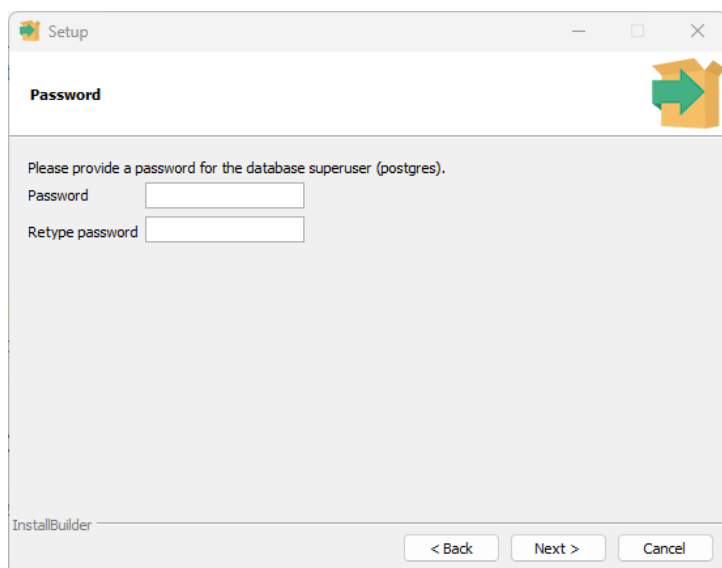 Setup
Password
Please provide a password for the database superuser (postgres).
Password
Retype password
InstallBuilder
< Back Next > Cancel